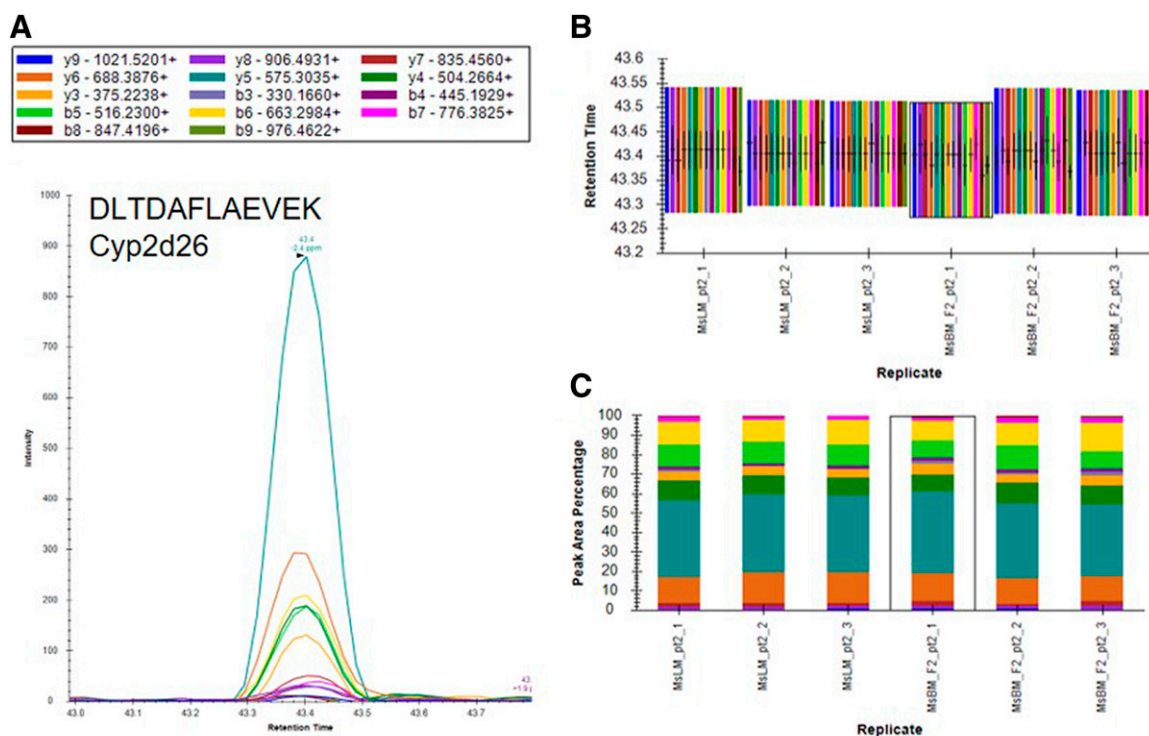 A
y9 - 1021.5201+ y8 - 906.4931+ y7 - 835.4560+
y6 - 688.3876+ y5 - 575.3035+ y4 - 504.2664+
y3 - 375.2238+ b3 - 330.1660+ b4 - 445.1929+
b5 - 516.2300+ b6 - 663.2984+ b7 - 776.3825+
b8 - 847.4196+ b9 - 976.4622+
DLTDAFLAEVEK
Cyp2d26
43.4
-2.4 ppm
1000
900
800
700
600
500
400
300
200
100
0
Intensity
43.0 43.1 43.2 43.3 43.4 43.5 43.6 43.7
Retention Time
B
43.6
43.55
43.5
43.45
43.4
43.35
43.3
43.25
43.2
Retention Time
MsLM_pt2_1
MsLM_pt2_2
MsLM_pt2_3
MsBM_F2_pt2_1
MsBM_F2_pt2_2
MsBM_F2_pt2_3
Replicate
C
100
90
80
70
60
50
40
30
20
10
0
Peak Area Percentage
MsLM_pt2_1
MsLM_pt2_2
MsLM_pt2_3
MsBM_F2_pt2_1
MsBM_F2_pt2_2
MsBM_F2_pt2_3
Replicate